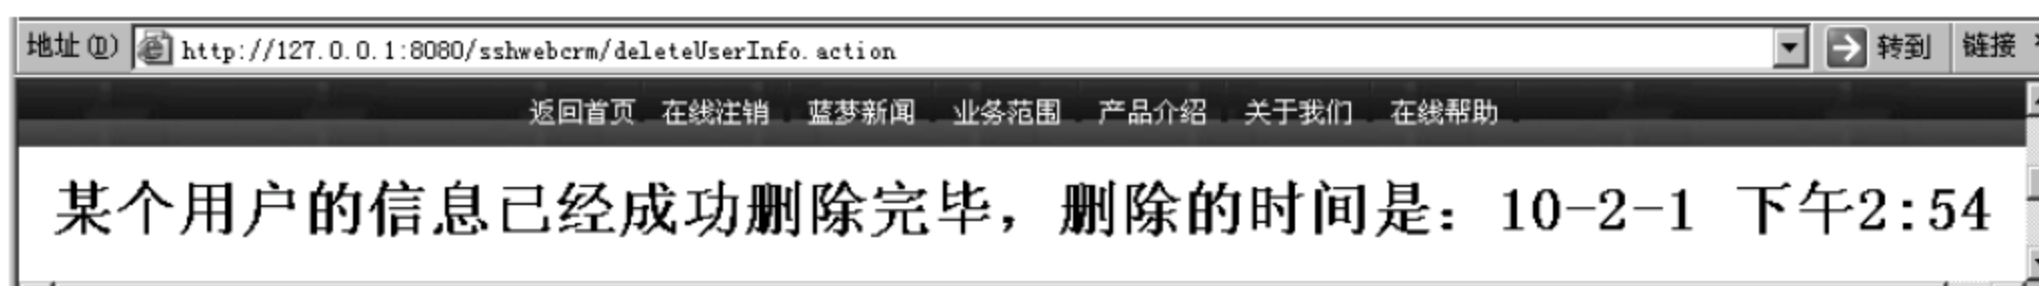 地址(D) http://127.0.0.1:8080/sshwebcrm/deleteUserInfo.action 转到 链接
返回首页 在线注销 蓝梦新闻 业务范围 产品介绍 关于我们 在线帮助
某个用户的信息已经成功删除完毕，删除的时间是：10-2-1 下午2:54